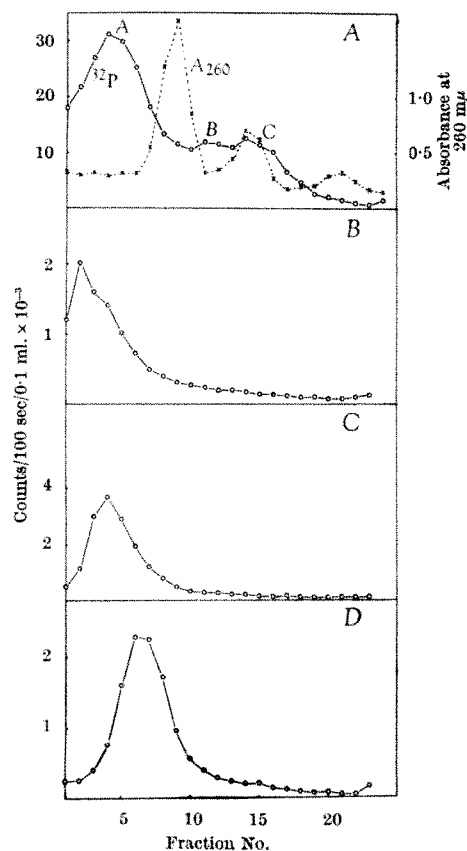 A
30
A
³²P
A₂₆₀
20
1·0
B
C
10
0·5
Absorbance at
260 mμ
B
2
1
Counts/100 sec/0·1 ml. × 10⁻³
C
4
2
D
2
1
5
10
15
20
Fraction No.